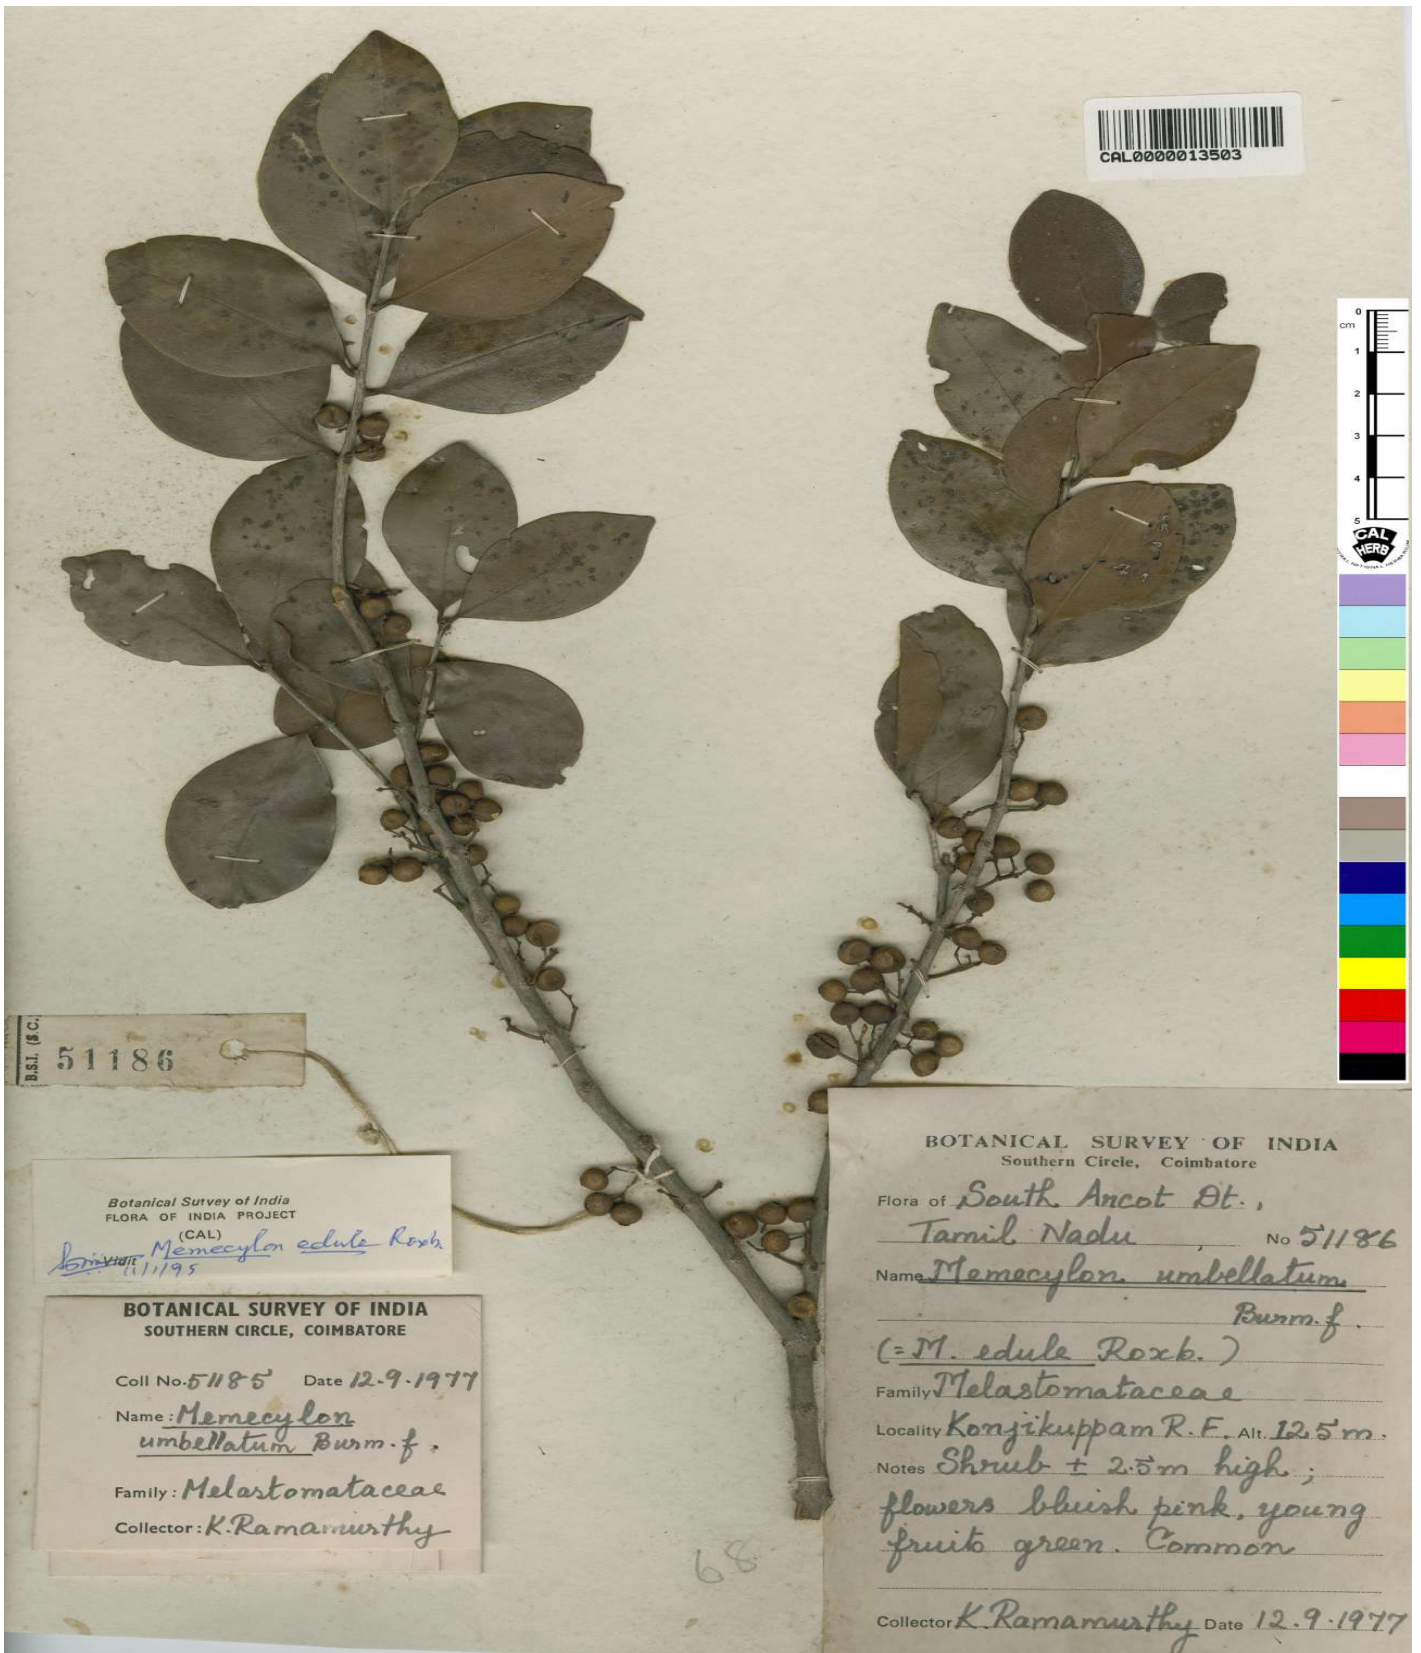 CAL0000013503
0
cm
1
2
3
4
5
CAL
HERB
B.S.I. (S.C.
51186
Botanical Survey of India
FLORA OF INDIA PROJECT
(CAL)
Memecylon edule Roxb.
Vidit 11/1/95
BOTANICAL SURVEY OF INDIA
SOUTHERN CIRCLE, COIMBATORE
Coll No. 51185 Date 12.9.1977
Name: Memecylon
umbellatum Burm. f.
Family: Melastomataceae
Collector: K. Ramamurthy
68
BOTANICAL SURVEY OF INDIA
Southern Circle, Coimbatore
Flora of South Arcot Dt.,
Tamil Nadu No 51186
Name Memecylon umbellatum
Burm. f.
(= M. edule Roxb.)
Family Melastomataceae
Locality Konjikuppam R.F. Alt. 125 m.
Notes Shrub ± 2.5m high;
flowers bluish pink, young
fruits green. Common
Collector K. Ramamurthy Date 12.9.1977